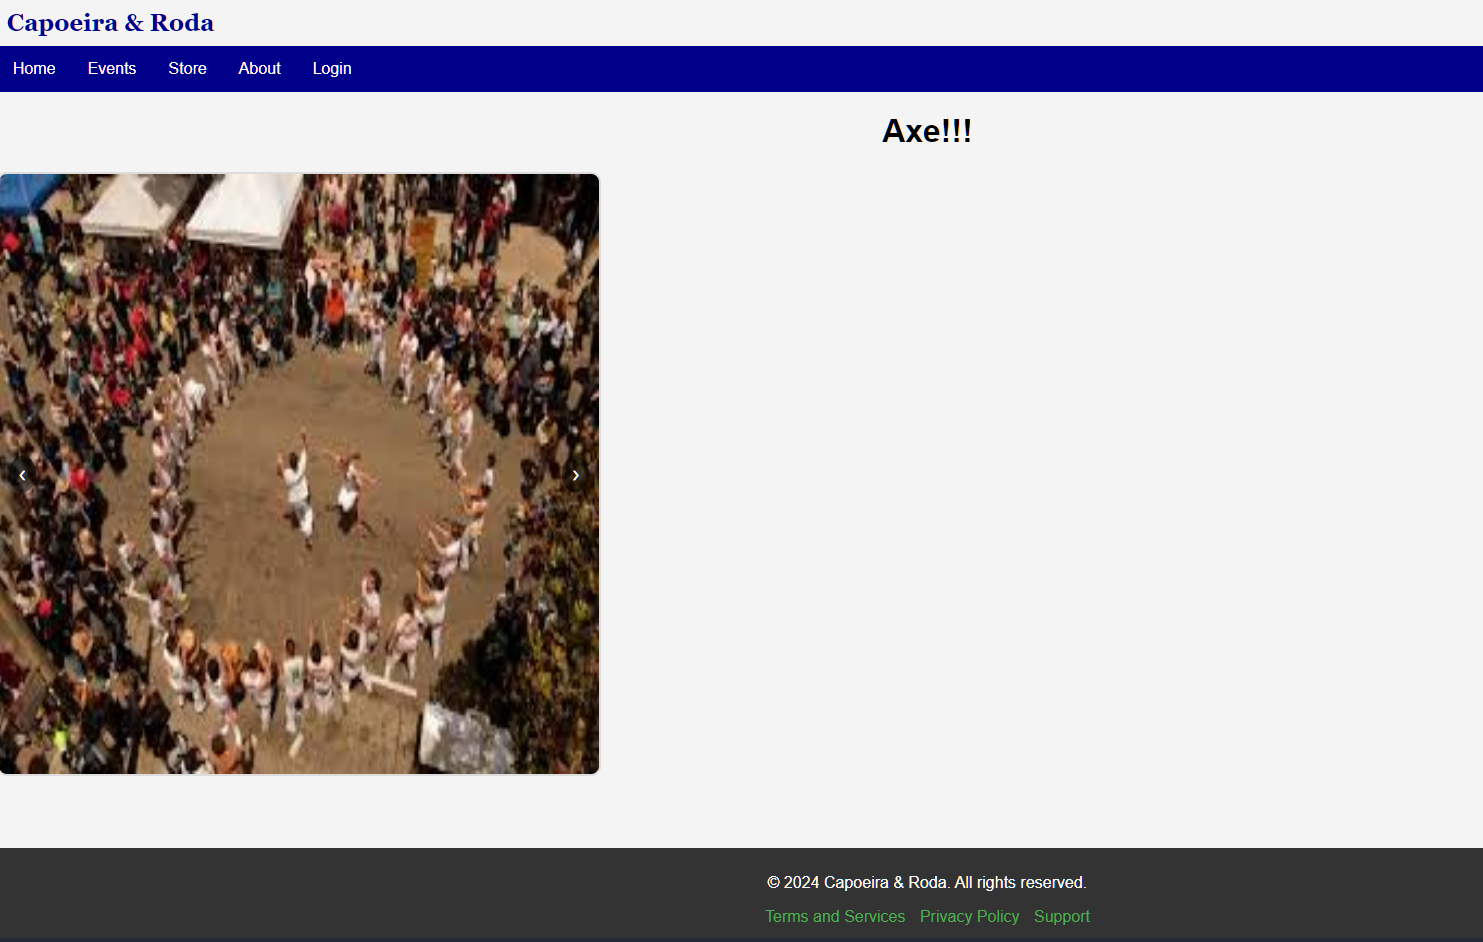 Capoeira & Roda
Home Events Store About Login
Axe!!!
‹ ›
© 2024 Capoeira & Roda. All rights reserved.
Terms and Services Privacy Policy Support